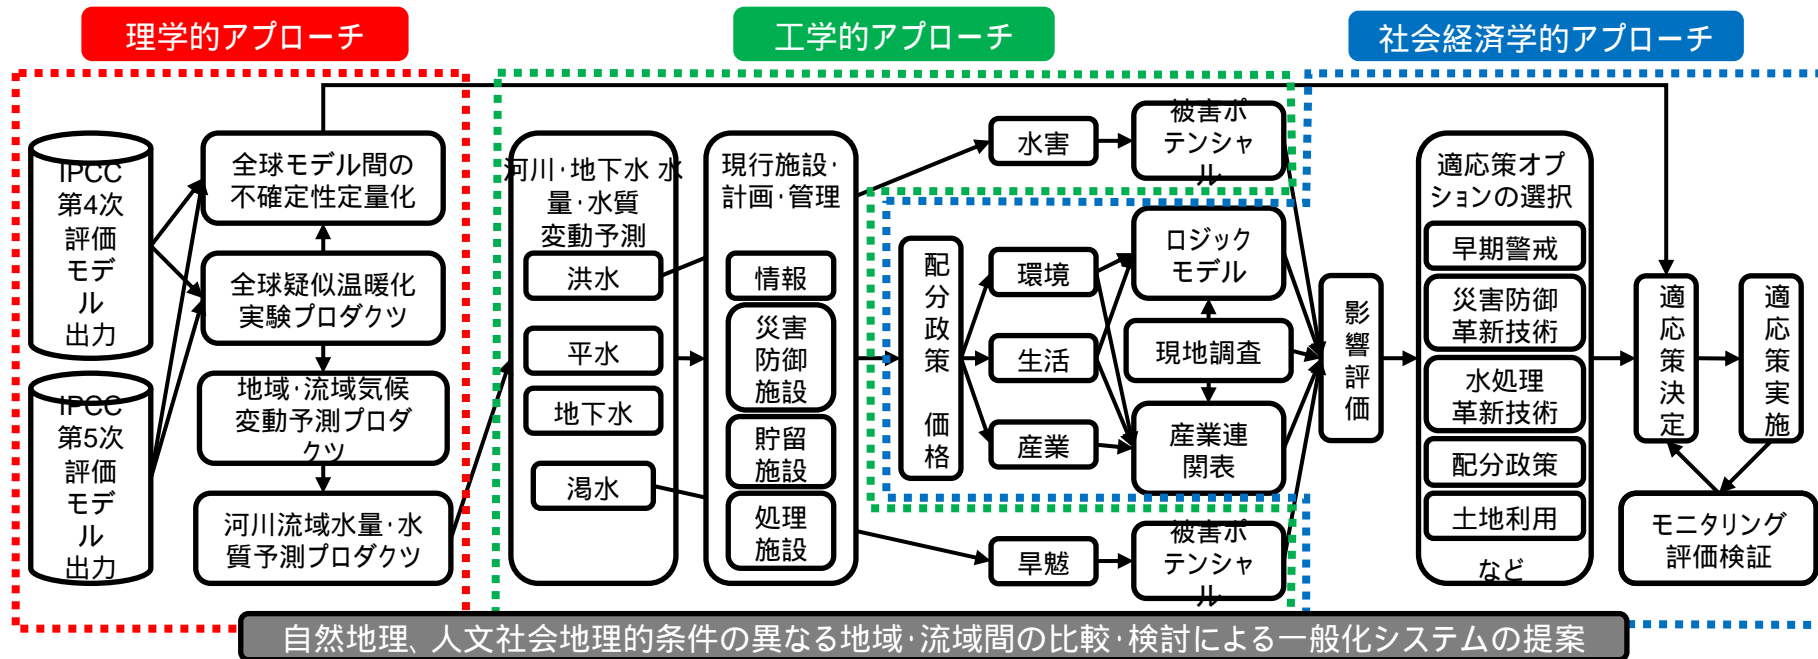 理学的アプローチ
工学的アプローチ
社会経済学的アプローチ
IPCC
第4次
評価
モデ
ル
出力
IPCC
第5次
評価
モデ
ル
出力
全球モデル間の
不確定性定量化
全球疑似温暖化
実験プロダクツ
地域・流域気候
変動予測プロダ
クツ
河川流域水量・水
質予測プロダクツ
河川・地下水 水
量・水質
変動予測
洪水
平水
地下水
渇水
現行施設・
計画・管理
情報
災害
防御
施設
貯留
施設
処理
施設
配分政策 価格
水害
被害ポ
テンシャ
ル
環境
生活
産業
ロジック
モデル
現地調査
産業連
関表
旱魃
被害ポ
テンシャ
ル
影響評価
適応策オプ
ションの選択
早期警戒
災害防御
革新技術
水処理
革新技術
配分政策
土地利用
など
適応策決定
適応策実施
モニタリング
評価検証
自然地理、人文社会地理的条件の異なる地域・流域間の比較・検討による一般化システムの提案